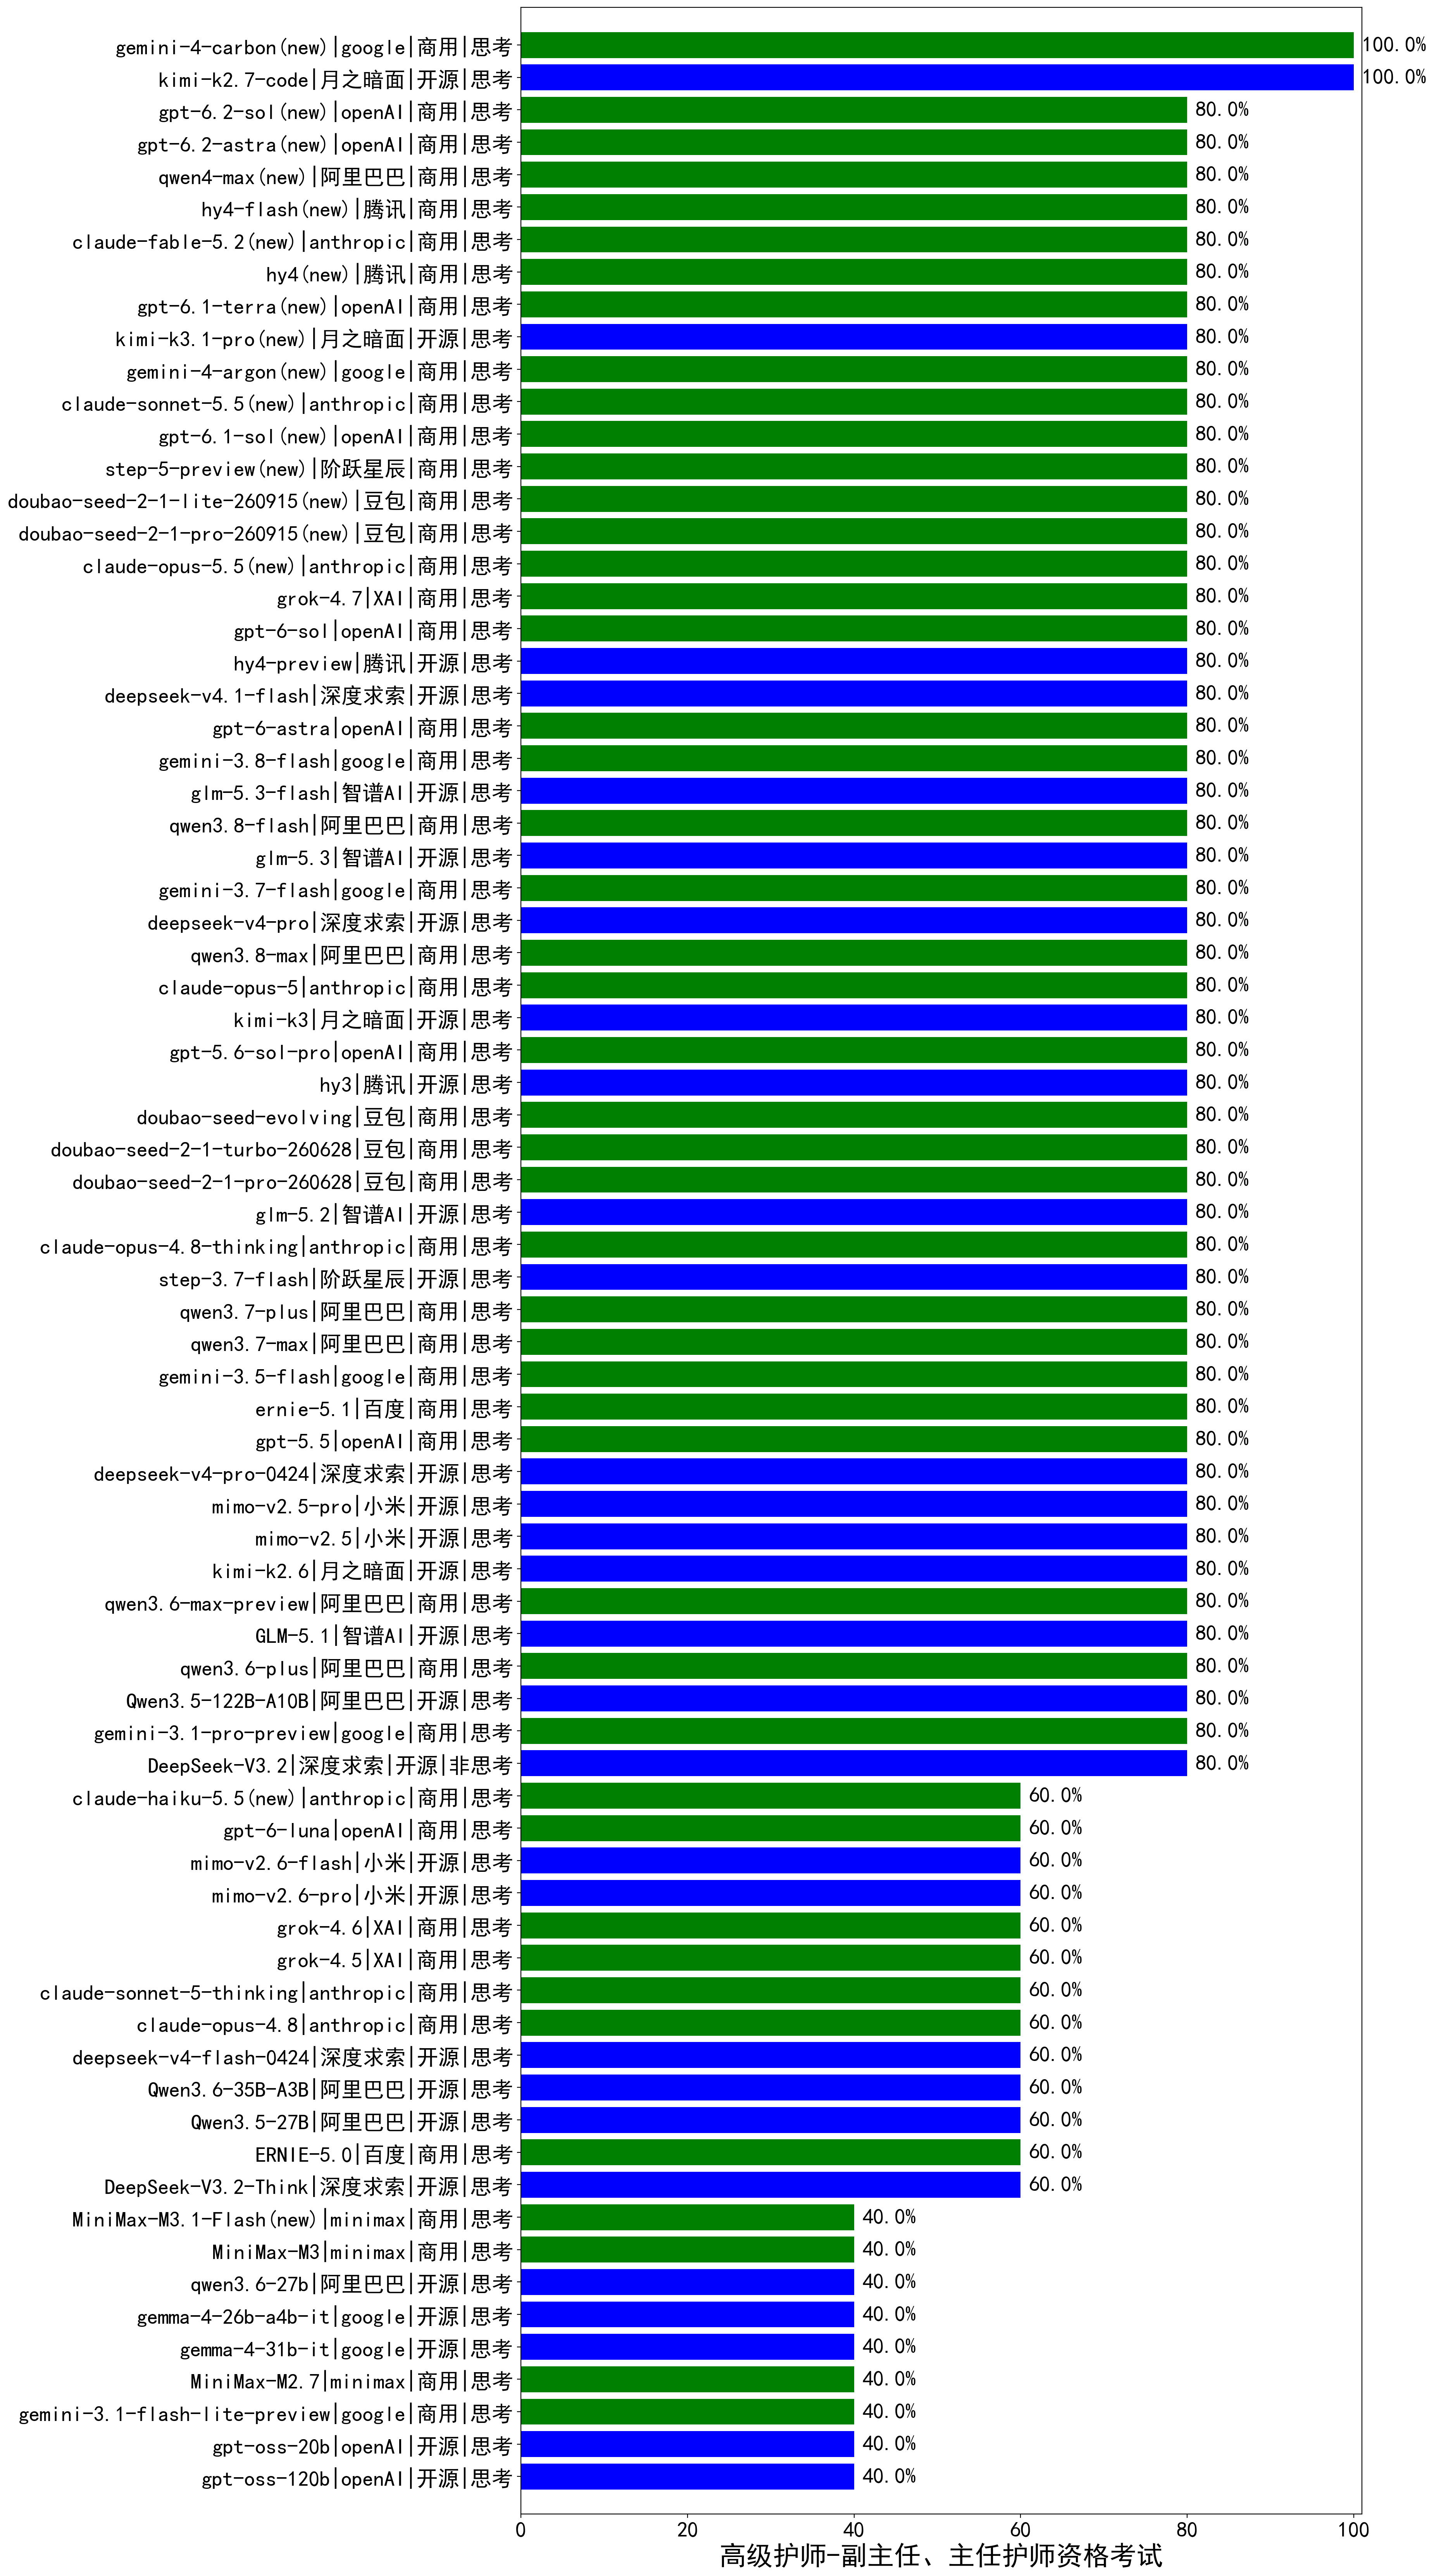 gemini-4-carbon(new)|google|商用|思考 100.0%
kimi-k2.7-code|月之暗面|开源|思考 100.0%
gpt-6.2-sol(new)|openAI|商用|思考 80.0%
gpt-6.2-astra(new)|openAI|商用|思考 80.0%
qwen4-max(new)|阿里巴巴|商用|思考 80.0%
hy4-flash(new)|腾讯|商用|思考 80.0%
claude-fable-5.2(new)|anthropic|商用|思考 80.0%
hy4(new)|腾讯|商用|思考 80.0%
gpt-6.1-terra(new)|openAI|商用|思考 80.0%
kimi-k3.1-pro(new)|月之暗面|开源|思考 80.0%
gemini-4-argon(new)|google|商用|思考 80.0%
claude-sonnet-5.5(new)|anthropic|商用|思考 80.0%
gpt-6.1-sol(new)|openAI|商用|思考 80.0%
step-5-preview(new)|阶跃星辰|商用|思考 80.0%
doubao-seed-2-1-lite-260915(new)|豆包|商用|思考 80.0%
doubao-seed-2-1-pro-260915(new)|豆包|商用|思考 80.0%
claude-opus-5.5(new)|anthropic|商用|思考 80.0%
grok-4.7|XAI|商用|思考 80.0%
gpt-6-sol|openAI|商用|思考 80.0%
hy4-preview|腾讯|开源|思考 80.0%
deepseek-v4.1-flash|深度求索|开源|思考 80.0%
gpt-6-astra|openAI|商用|思考 80.0%
gemini-3.8-flash|google|商用|思考 80.0%
glm-5.3-flash|智谱AI|开源|思考 80.0%
qwen3.8-flash|阿里巴巴|商用|思考 80.0%
glm-5.3|智谱AI|开源|思考 80.0%
gemini-3.7-flash|google|商用|思考 80.0%
deepseek-v4-pro|深度求索|开源|思考 80.0%
qwen3.8-max|阿里巴巴|商用|思考 80.0%
claude-opus-5|anthropic|商用|思考 80.0%
kimi-k3|月之暗面|开源|思考 80.0%
gpt-5.6-sol-pro|openAI|商用|思考 80.0%
hy3|腾讯|开源|思考 80.0%
doubao-seed-evolving|豆包|商用|思考 80.0%
doubao-seed-2-1-turbo-260628|豆包|商用|思考 80.0%
doubao-seed-2-1-pro-260628|豆包|商用|思考 80.0%
glm-5.2|智谱AI|开源|思考 80.0%
claude-opus-4.8-thinking|anthropic|商用|思考 80.0%
step-3.7-flash|阶跃星辰|开源|思考 80.0%
qwen3.7-plus|阿里巴巴|商用|思考 80.0%
qwen3.7-max|阿里巴巴|商用|思考 80.0%
gemini-3.5-flash|google|商用|思考 80.0%
ernie-5.1|百度|商用|思考 80.0%
gpt-5.5|openAI|商用|思考 80.0%
deepseek-v4-pro-0424|深度求索|开源|思考 80.0%
mimo-v2.5-pro|小米|开源|思考 80.0%
mimo-v2.5|小米|开源|思考 80.0%
kimi-k2.6|月之暗面|开源|思考 80.0%
qwen3.6-max-preview|阿里巴巴|商用|思考 80.0%
GLM-5.1|智谱AI|开源|思考 80.0%
qwen3.6-plus|阿里巴巴|商用|思考 80.0%
Qwen3.5-122B-A10B|阿里巴巴|开源|思考 80.0%
gemini-3.1-pro-preview|google|商用|思考 80.0%
DeepSeek-V3.2|深度求索|开源|非思考 80.0%
claude-haiku-5.5(new)|anthropic|商用|思考 60.0%
gpt-6-luna|openAI|商用|思考 60.0%
mimo-v2.6-flash|小米|开源|思考 60.0%
mimo-v2.6-pro|小米|开源|思考 60.0%
grok-4.6|XAI|商用|思考 60.0%
grok-4.5|XAI|商用|思考 60.0%
claude-sonnet-5-thinking|anthropic|商用|思考 60.0%
claude-opus-4.8|anthropic|商用|思考 60.0%
deepseek-v4-flash-0424|深度求索|开源|思考 60.0%
Qwen3.6-35B-A3B|阿里巴巴|开源|思考 60.0%
Qwen3.5-27B|阿里巴巴|开源|思考 60.0%
ERNIE-5.0|百度|商用|思考 60.0%
DeepSeek-V3.2-Think|深度求索|开源|思考 60.0%
MiniMax-M3.1-Flash(new)|minimax|商用|思考 40.0%
MiniMax-M3|minimax|商用|思考 40.0%
qwen3.6-27b|阿里巴巴|开源|思考 40.0%
gemma-4-26b-a4b-it|google|开源|思考 40.0%
gemma-4-31b-it|google|开源|思考 40.0%
MiniMax-M2.7|minimax|商用|思考 40.0%
gemini-3.1-flash-lite-preview|google|商用|思考 40.0%
gpt-oss-20b|openAI|开源|思考 40.0%
gpt-oss-120b|openAI|开源|思考 40.0%
0 20 40 60 80 100
高级护师-副主任、主任护师资格考试